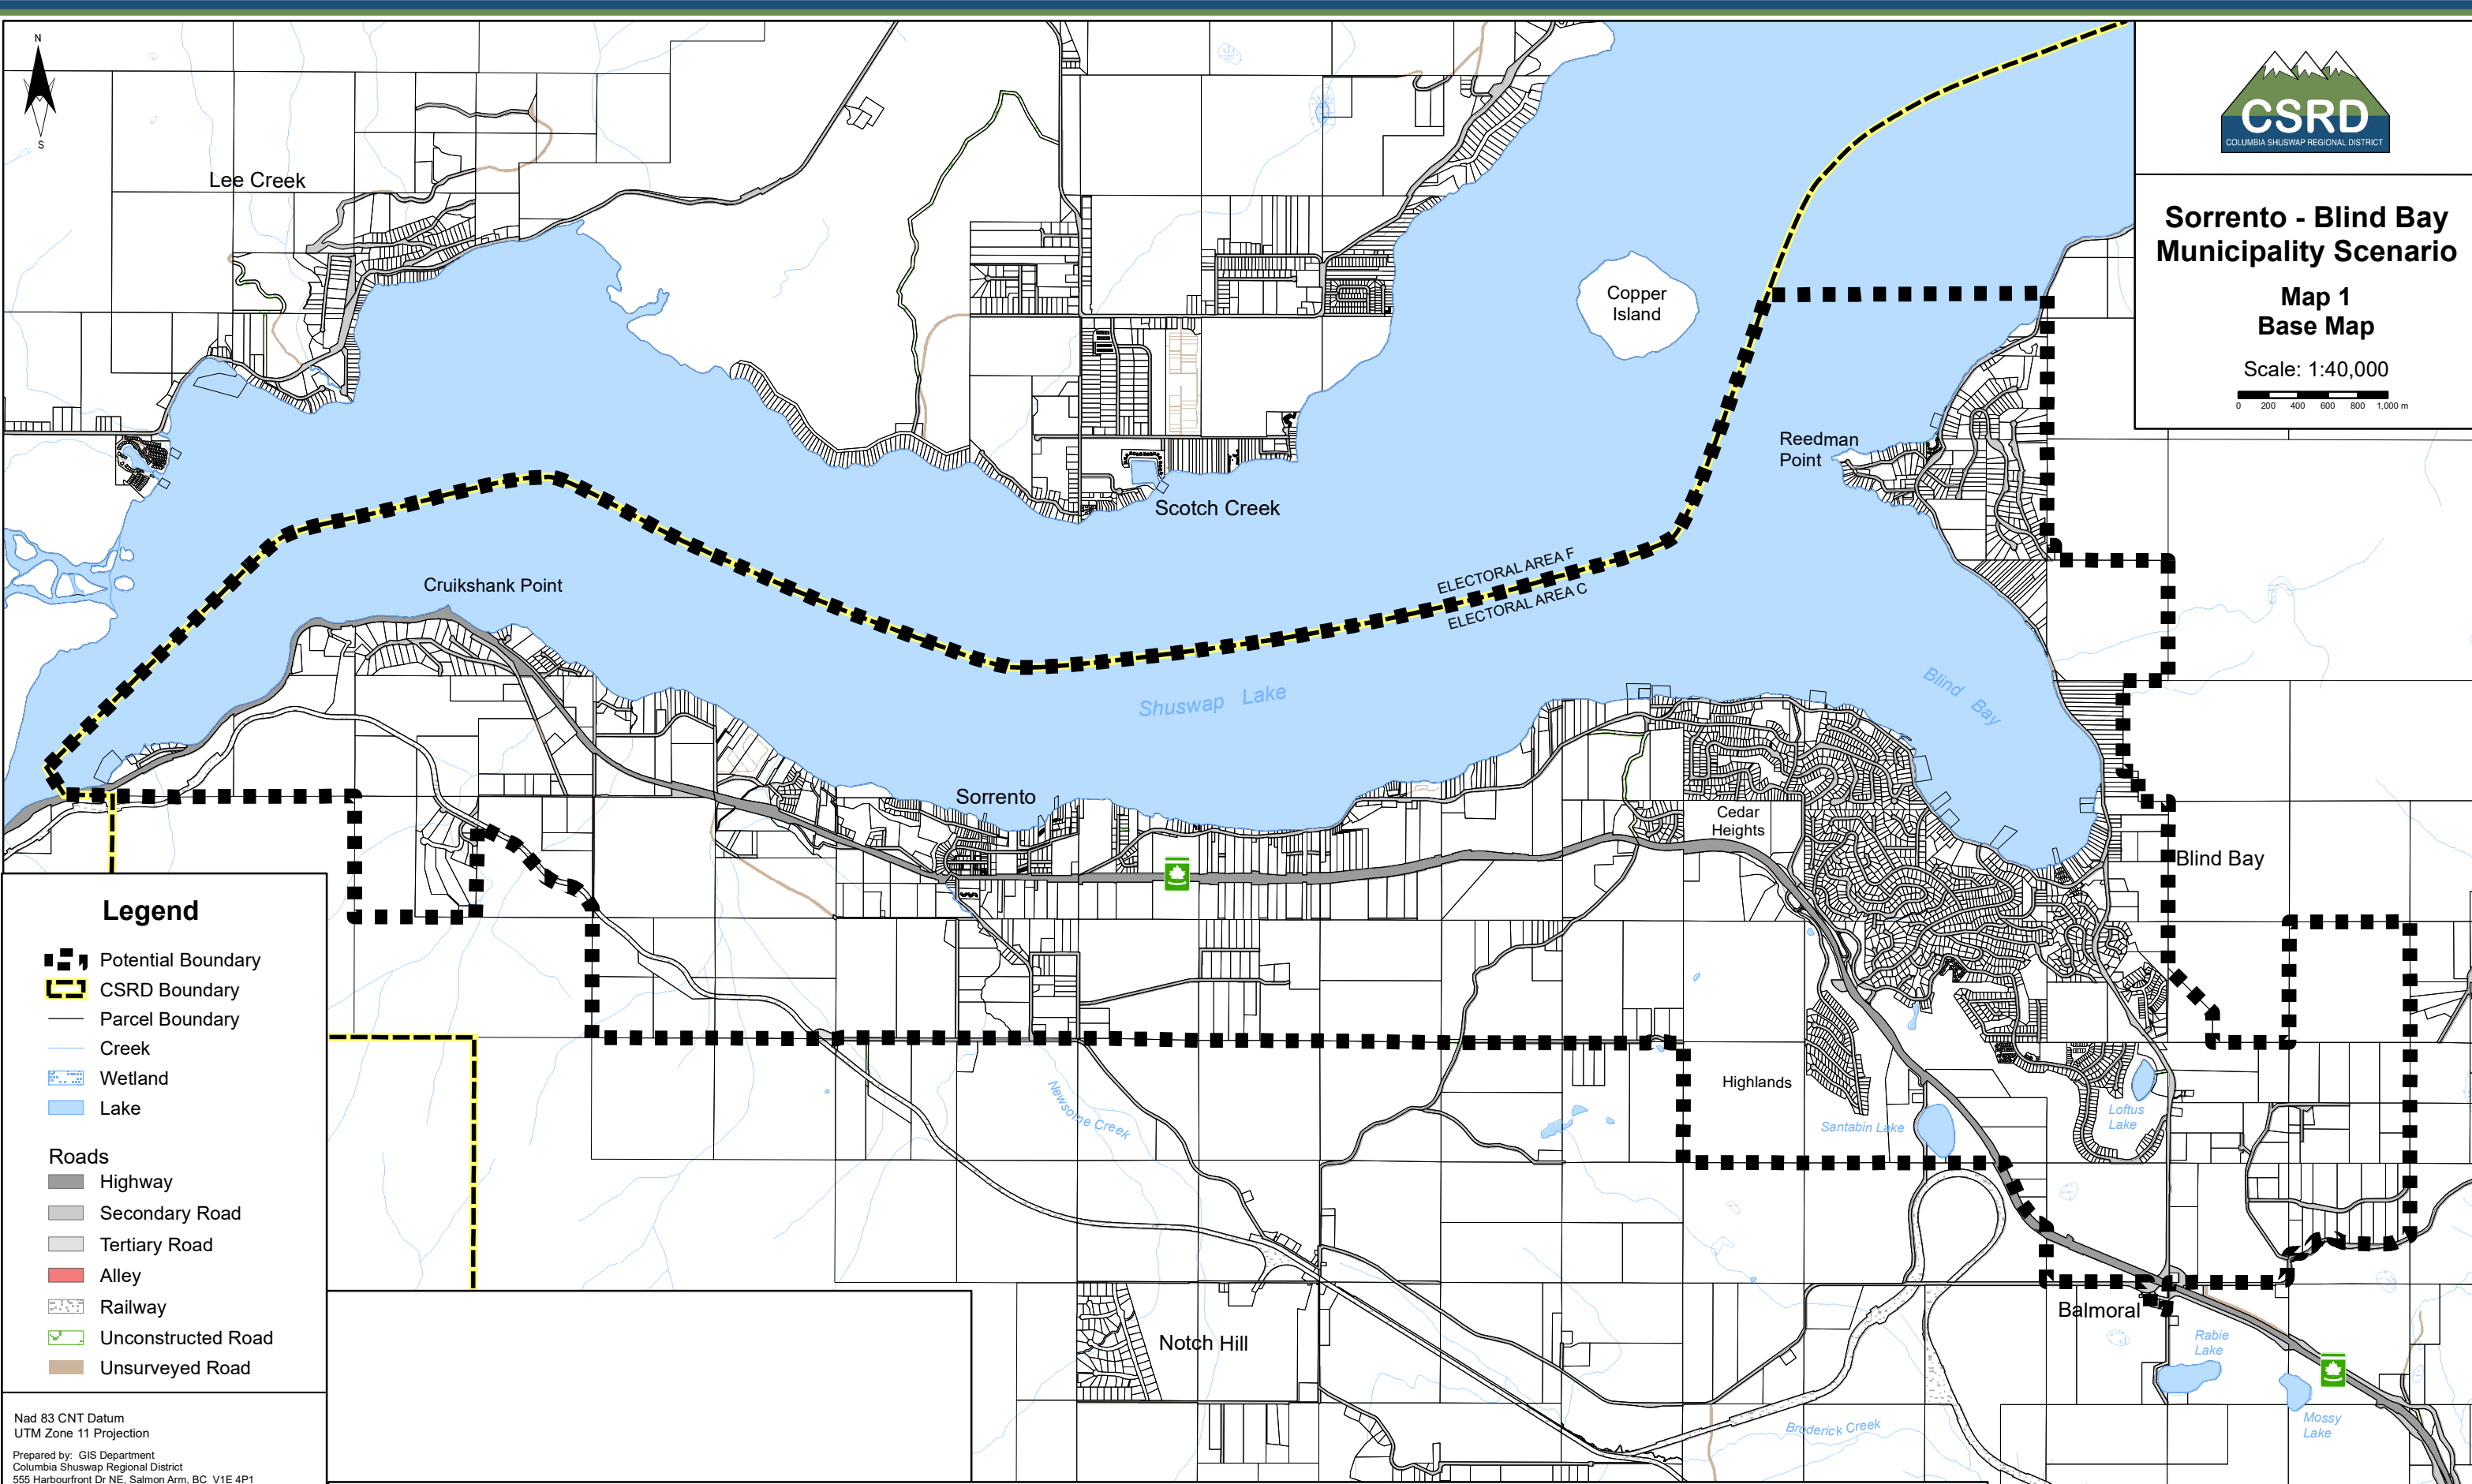 N
S
CSRD
COLUMBIA SHUSWAP REGIONAL DISTRICT
Sorrento - Blind Bay
Municipality Scenario
Map 1
Base Map
Scale: 1:40,000
0 200 400 600 800 1,000 m
Lee Creek
Copper
Island
Reedman
Point
Scotch Creek
ELECTORAL AREA F
ELECTORAL AREA C
Cruikshank Point
Shuswap Lake
Blind Bay
Sorrento
Cedar
Heights
Blind Bay
Highlands
Newsome Creek
Santabin Lake
Loftus
Lake
Balmoral
Notch Hill
Rabie
Lake
Mossy
Lake
Broderick Creek
Legend
Potential Boundary
CSRD Boundary
Parcel Boundary
Creek
Wetland
Lake
Roads
Highway
Secondary Road
Tertiary Road
Alley
Railway
Unconstructed Road
Unsurveyed Road
Nad 83 CNT Datum
UTM Zone 11 Projection
Prepared by: GIS Department
Columbia Shuswap Regional District
555 Harbourfront Dr NE, Salmon Arm, BC V1E 4P1